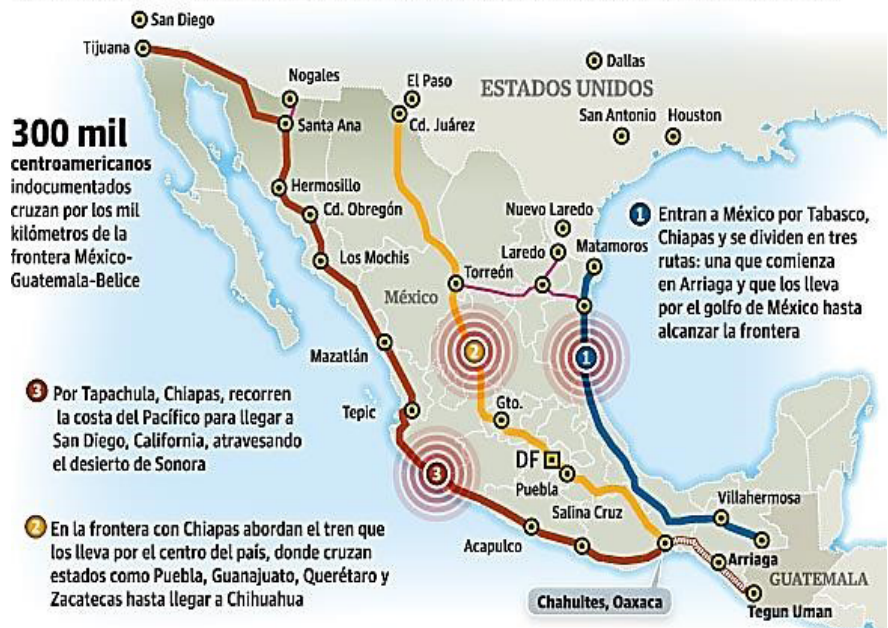 San Diego
Tijuana
Nogales
El Paso
Dallas
ESTADOS UNIDOS
Santa Ana
Cd. Juárez
San Antonio
Houston
300 mil
centroamericanos
indocumentados
cruzan por los mil
kilómetros de la
frontera México-
Guatemala-Belice
Hermosillo
Cd. Obregón
Los Mochis
Nuevo Laredo
Laredo
Matamoros
Torreón
México
1 Entran a México por Tabasco,
Chiapas y se dividen en tres
rutas: una que comienza
en Arriaga y que los lleva
por el golfo de México hasta
alcanzar la frontera
Mazatlán
2
1
3 Por Tapachula, Chiapas, recorren
la costa del Pacífico para llegar a
San Diego, California, atravesando
el desierto de Sonora
Tepic
Gto.
3
DF
Puebla
Salina Cruz
Villahermosa
2 En la frontera con Chiapas abordan el tren que
los lleva por el centro del país, donde cruzan
estados como Puebla, Guanajuato, Querétaro y
Zacatecas hasta llegar a Chihuahua
Acapulco
Arriaga
GUATEMALA
Chahuites, Oaxaca
Tegun Uman